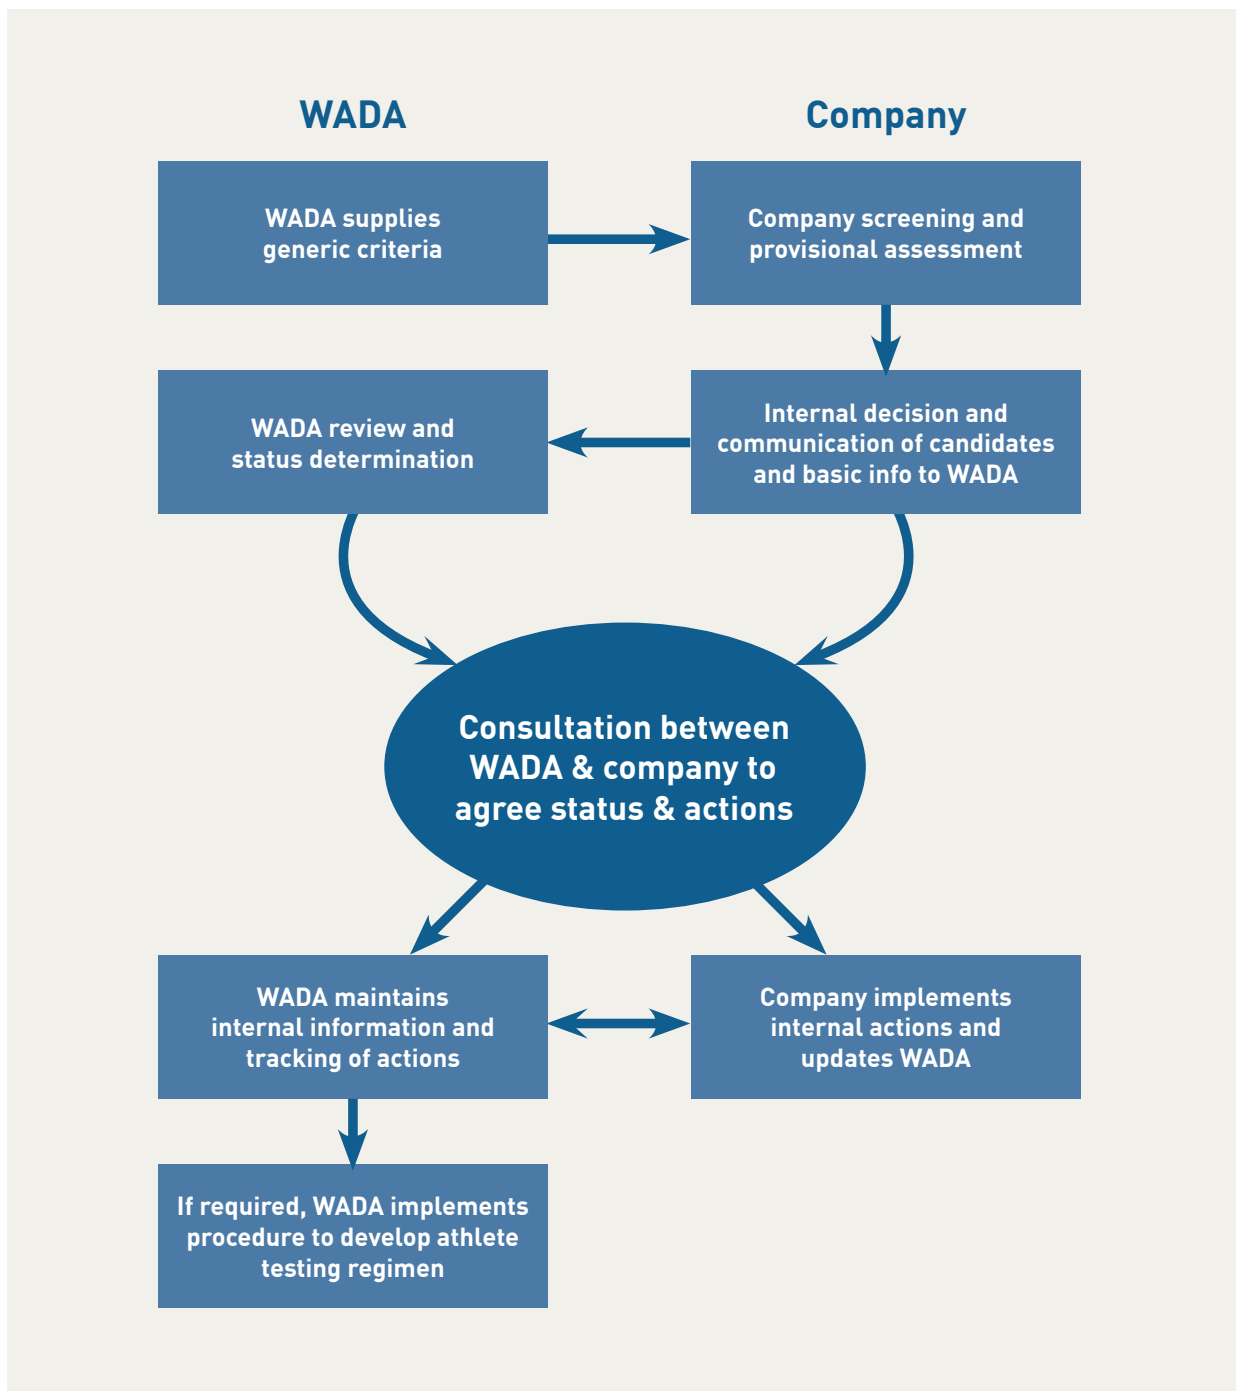 WADA
Company
WADA supplies
generic criteria
Company screening and
provisional assessment
WADA review and
status determination
Internal decision and
communication of candidates
and basic info to WADA
Consultation between
WADA & company to
agree status & actions
WADA maintains
internal information and
tracking of actions
Company implements
internal actions and
updates WADA
If required, WADA implements
procedure to develop athlete
testing regimen